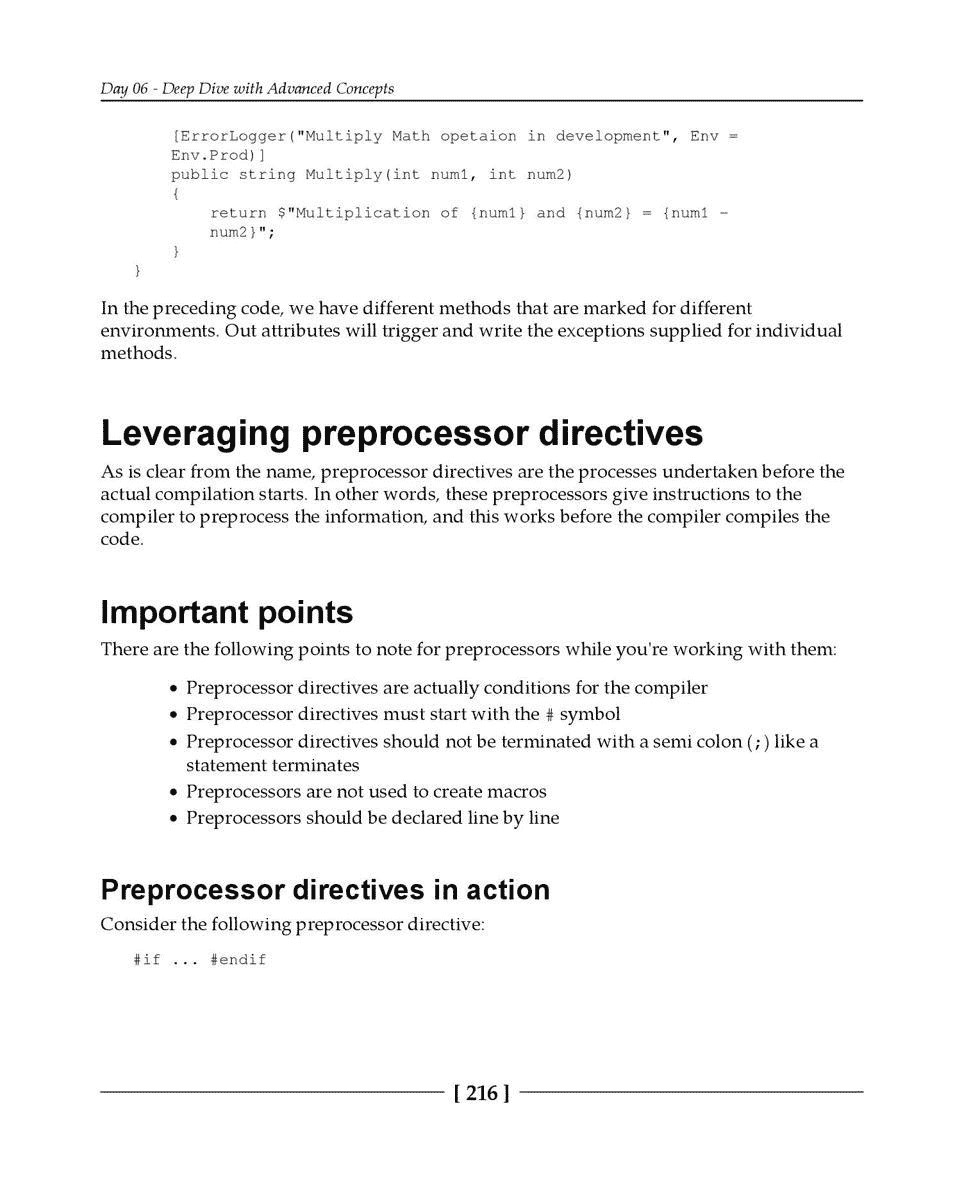 Day 06 - Deep Dive with Advanced Concepts
[ErrorLogger("Multiply Math opetaion in development", Env =
Env.Prod)]
public string Multiply(int num1, int num2)
{
return $"Multiplication of {num1} and {num2} = {num1 -
num2}";
}
}
In the preceding code, we have different methods that are marked for different
environments. Out attributes will trigger and write the exceptions supplied for individual
methods.
Leveraging preprocessor directives
As is clear from the name, preprocessor directives are the processes undertaken before the
actual compilation starts. In other words, these preprocessors give instructions to the
compiler to preprocess the information, and this works before the compiler compiles the
code.
Important points
There are the following points to note for preprocessors while you're working with them:
• Preprocessor directives are actually conditions for the compiler
• Preprocessor directives must start with the # symbol
• Preprocessor directives should not be terminated with a semi colon (;) like a
statement terminates
• Preprocessors are not used to create macros
• Preprocessors should be declared line by line
Preprocessor directives in action
Consider the following preprocessor directive:
#if ... #endif
[ 216 ]